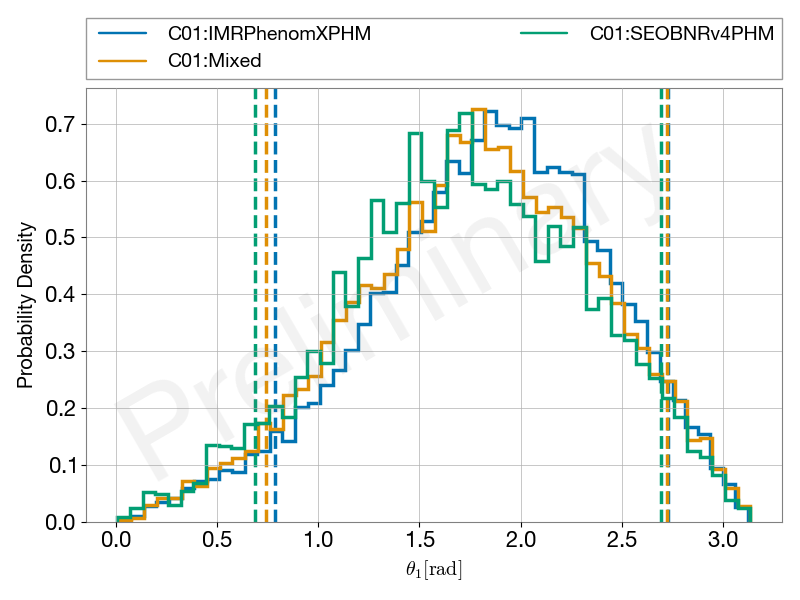 C01:IMRPhenomXPHM C01:SEOBNRv4PHM
C01:Mixed
Preliminary
Probability Density
0.7
0.6
0.5
0.4
0.3
0.2
0.1
0.0
0.0 0.5 1.0 1.5 2.0 2.5 3.0
θ₁[rad]